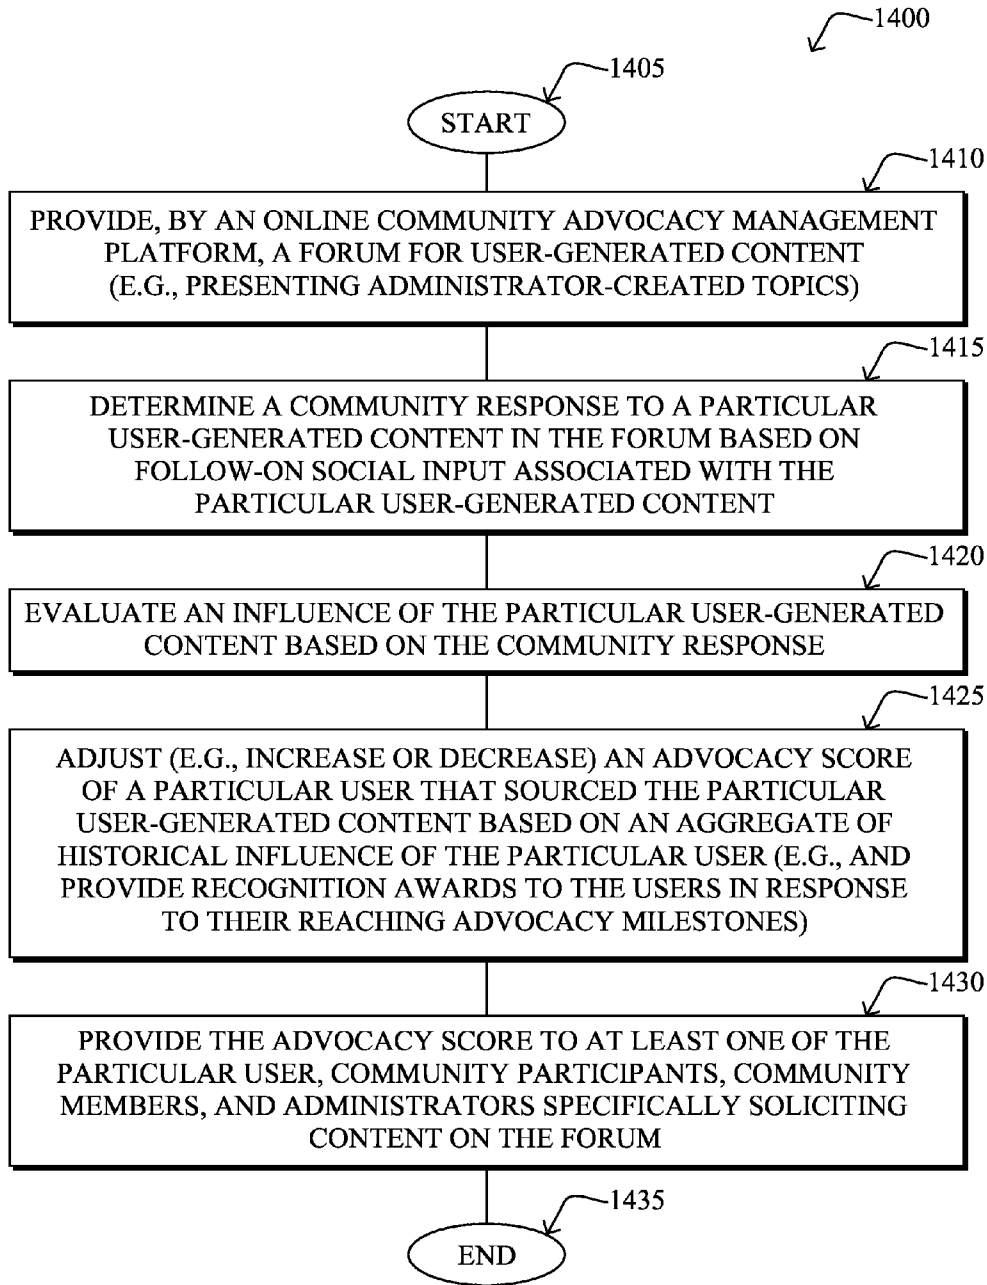 1400
1405
START
1410
PROVIDE, BY AN ONLINE COMMUNITY ADVOCACY MANAGEMENT
PLATFORM, A FORUM FOR USER-GENERATED CONTENT
(E.G., PRESENTING ADMINISTRATOR-CREATED TOPICS)
1415
DETERMINE A COMMUNITY RESPONSE TO A PARTICULAR
USER-GENERATED CONTENT IN THE FORUM BASED ON
FOLLOW-ON SOCIAL INPUT ASSOCIATED WITH THE
PARTICULAR USER-GENERATED CONTENT
1420
EVALUATE AN INFLUENCE OF THE PARTICULAR USER-GENERATED
CONTENT BASED ON THE COMMUNITY RESPONSE
1425
ADJUST (E.G., INCREASE OR DECREASE) AN ADVOCACY SCORE
OF A PARTICULAR USER THAT SOURCED THE PARTICULAR
USER-GENERATED CONTENT BASED ON AN AGGREGATE OF
HISTORICAL INFLUENCE OF THE PARTICULAR USER (E.G., AND
PROVIDE RECOGNITION AWARDS TO THE USERS IN RESPONSE
TO THEIR REACHING ADVOCACY MILESTONES)
1430
PROVIDE THE ADVOCACY SCORE TO AT LEAST ONE OF THE
PARTICULAR USER, COMMUNITY PARTICIPANTS, COMMUNITY
MEMBERS, AND ADMINISTRATORS SPECIFICALLY SOLICITING
CONTENT ON THE FORUM
1435
END